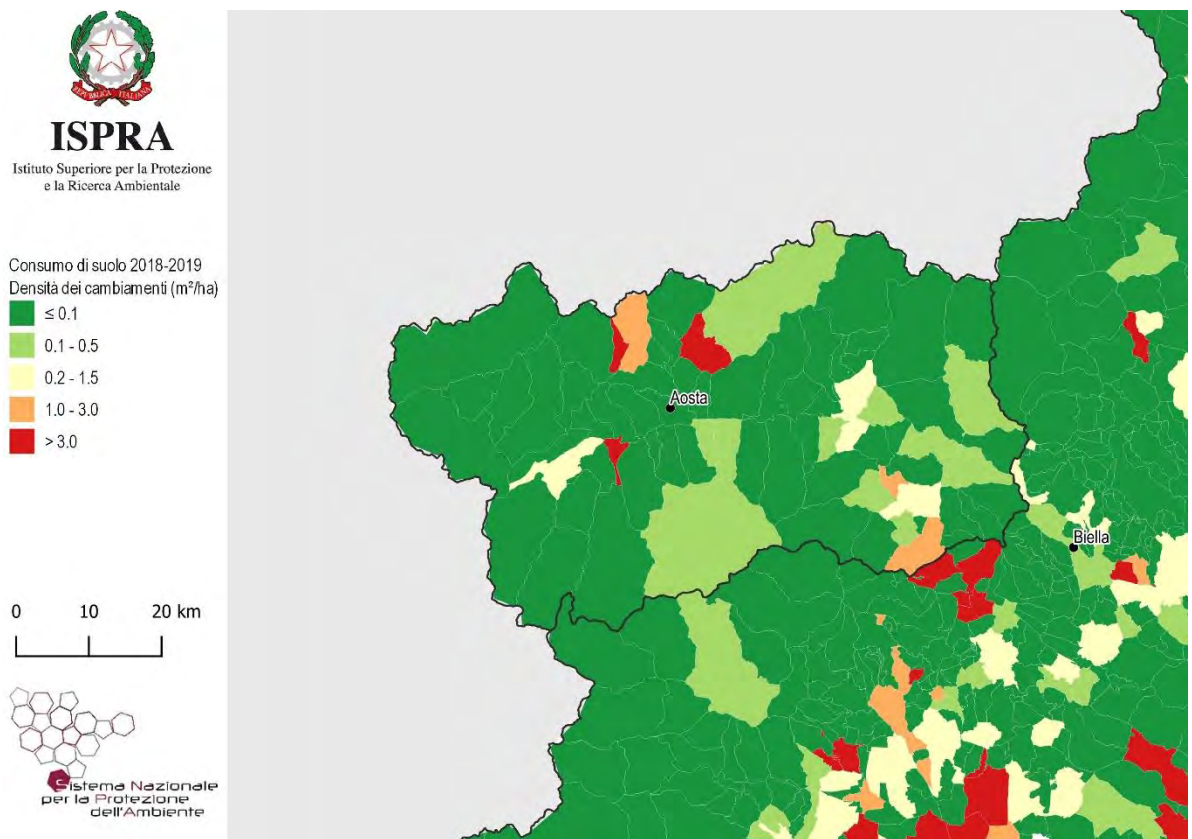 REPVBBLICA ITALIANA
ISPRA
Istituto Superiore per la Protezione
e la Ricerca Ambientale
Consumo di suolo 2018-2019
Densità dei cambiamenti (m²/ha)
≤ 0.1
0.1 - 0.5
0.2 - 1.5
1.0 - 3.0
> 3.0
Aosta
Biella
0 10 20 km
Sistema Nazionale
per la Protezione
dell'Ambiente